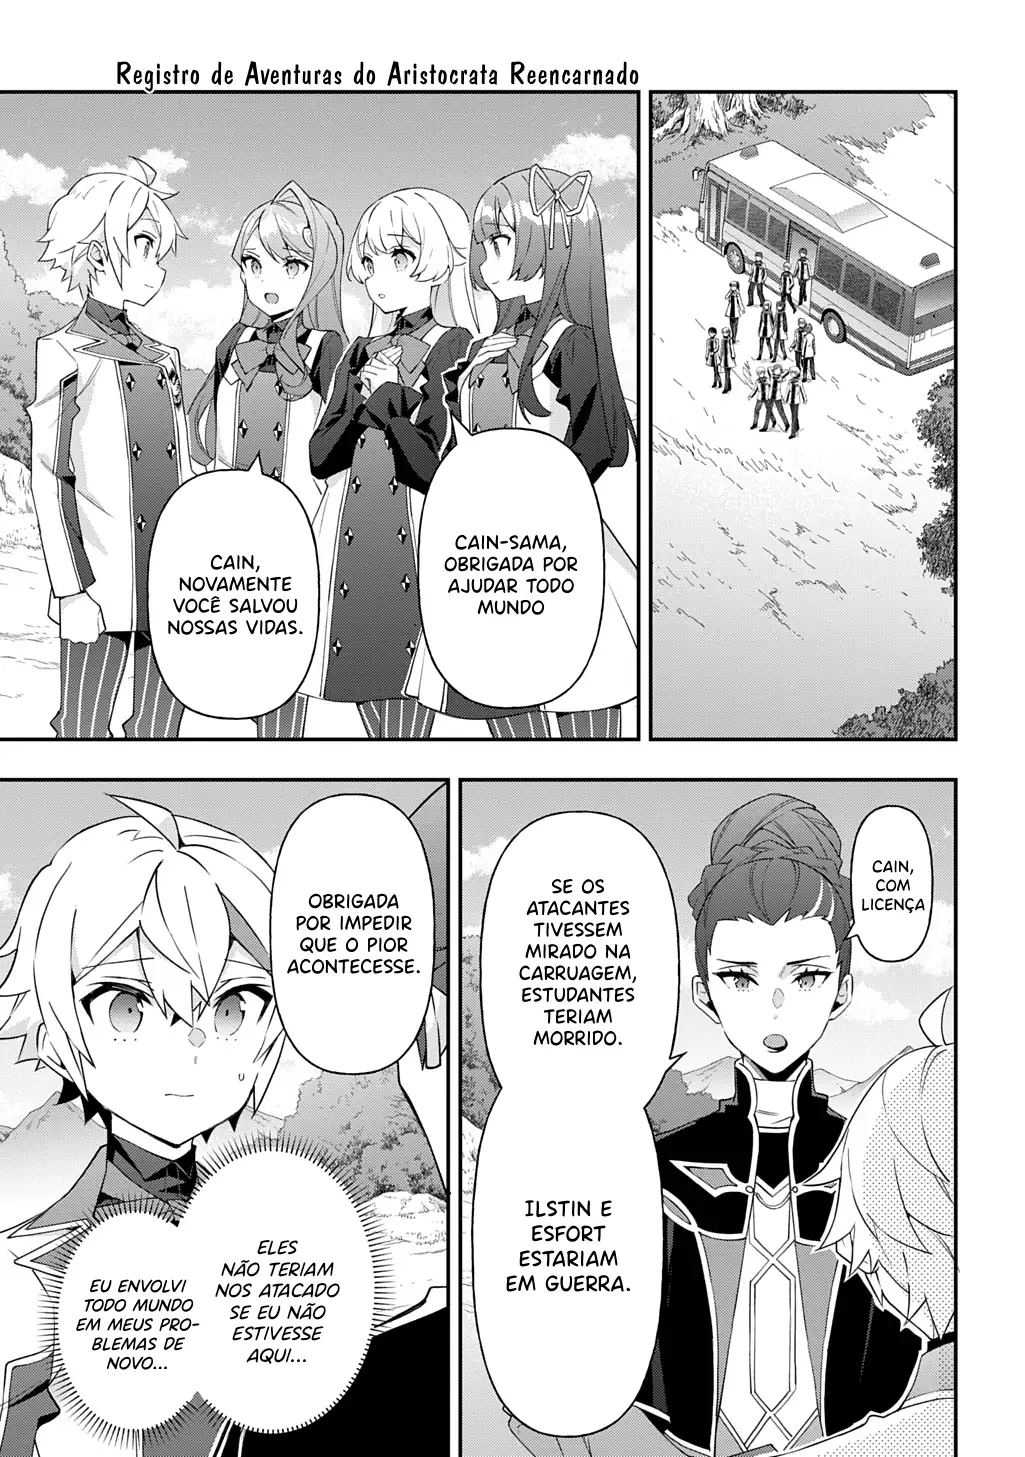 Registro de Aventuras do Aristocrata Reencarnado
CAIN-SAMA,
OBRIGADA POR
AJUDAR TODO
MUNDO
CAIN,
NOVAMENTE
VOCÊ SALVOU
NOSSAS VIDAS.
CAIN,
COM
LICENÇA
SE OS
ATACANTES
TIVESSEM
MIRADO NA
CARRUAGEM,
ESTUDANTES
TERIAM
MORRIDO.
ILSTIN E
ESFORT
ESTARIAM
EM GUERRA.
OBRIGADA
POR IMPEDIR
QUE O PIOR
ACONTECESSE.
ELES
NÃO TERIAM
NOS ATACADO
SE EU NÃO
ESTIVESSE
AQUI...
EU ENVOLVI
TODO MUNDO
EM MEUS PRO-
BLEMAS DE
NOVO...